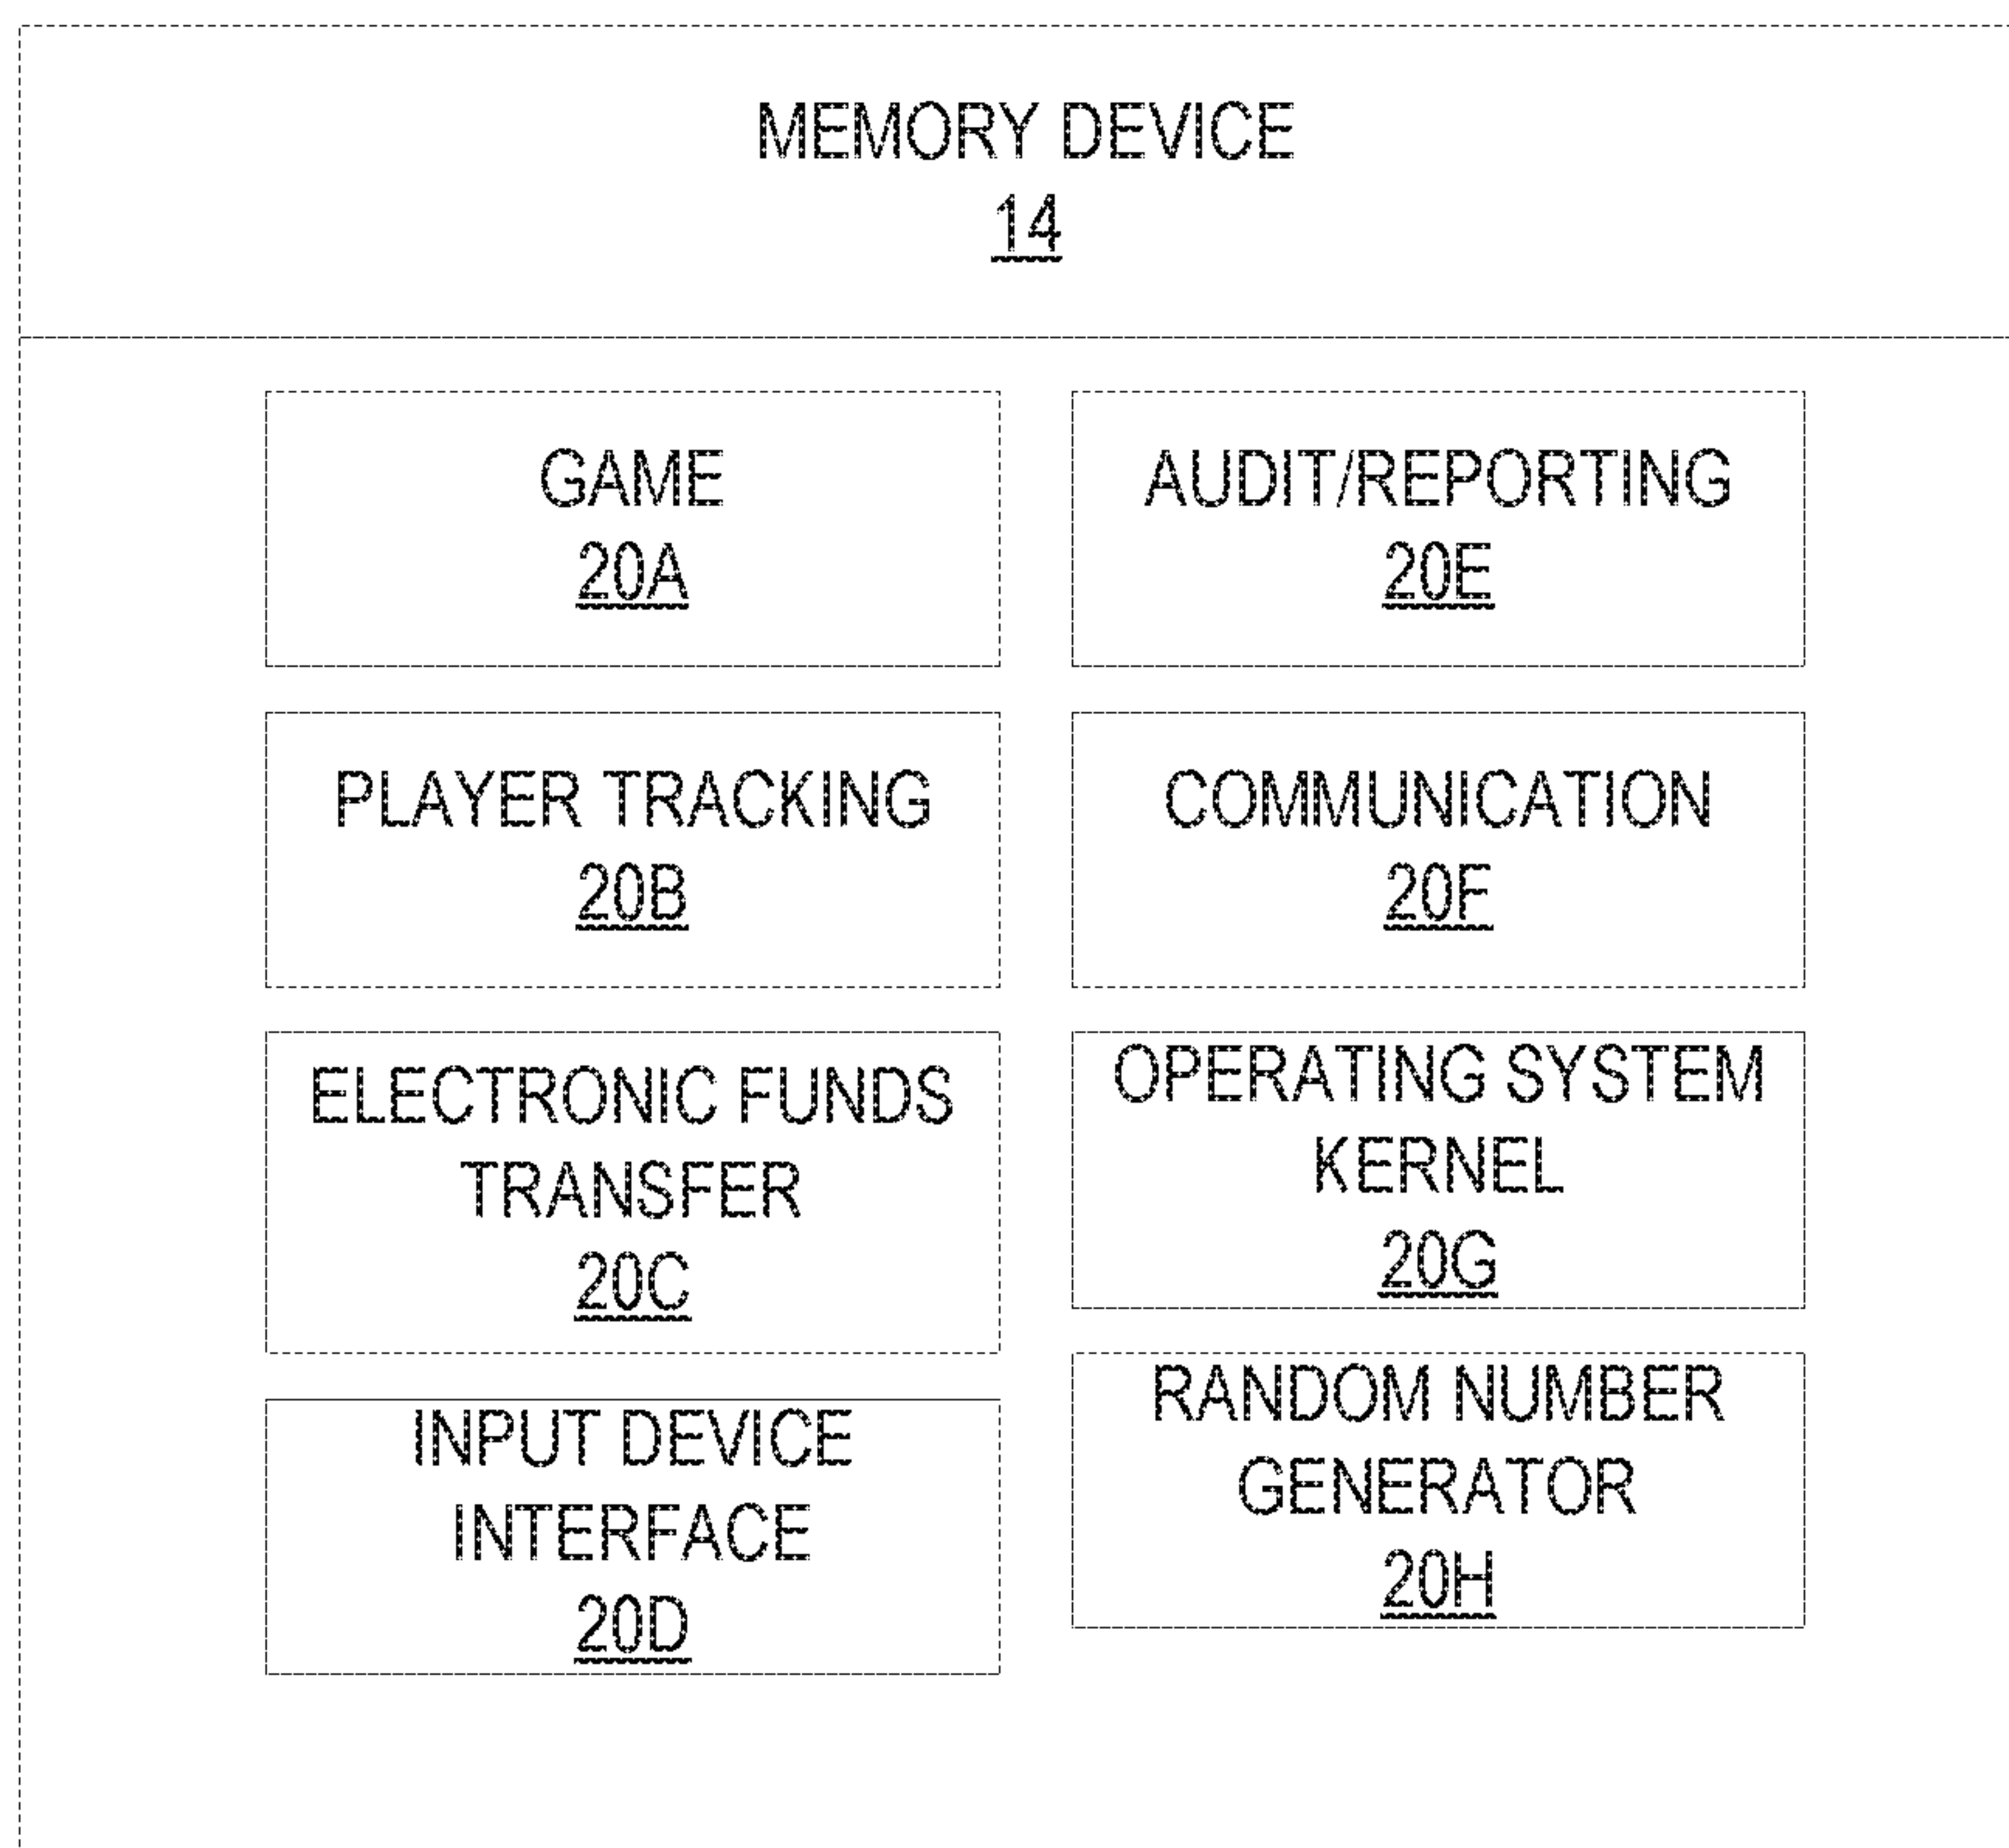 MEMORY DEVICE
14
GAME
20A
PLAYER TRACKING
20B
ELECTRONIC FUNDS
TRANSFER
20C
INPUT DEVICE
INTERFACE
20D
AUDIT/REPORTING
20E
COMMUNICATION
20F
OPERATING SYSTEM
KERNEL
20G
RANDOM NUMBER
GENERATOR
20H